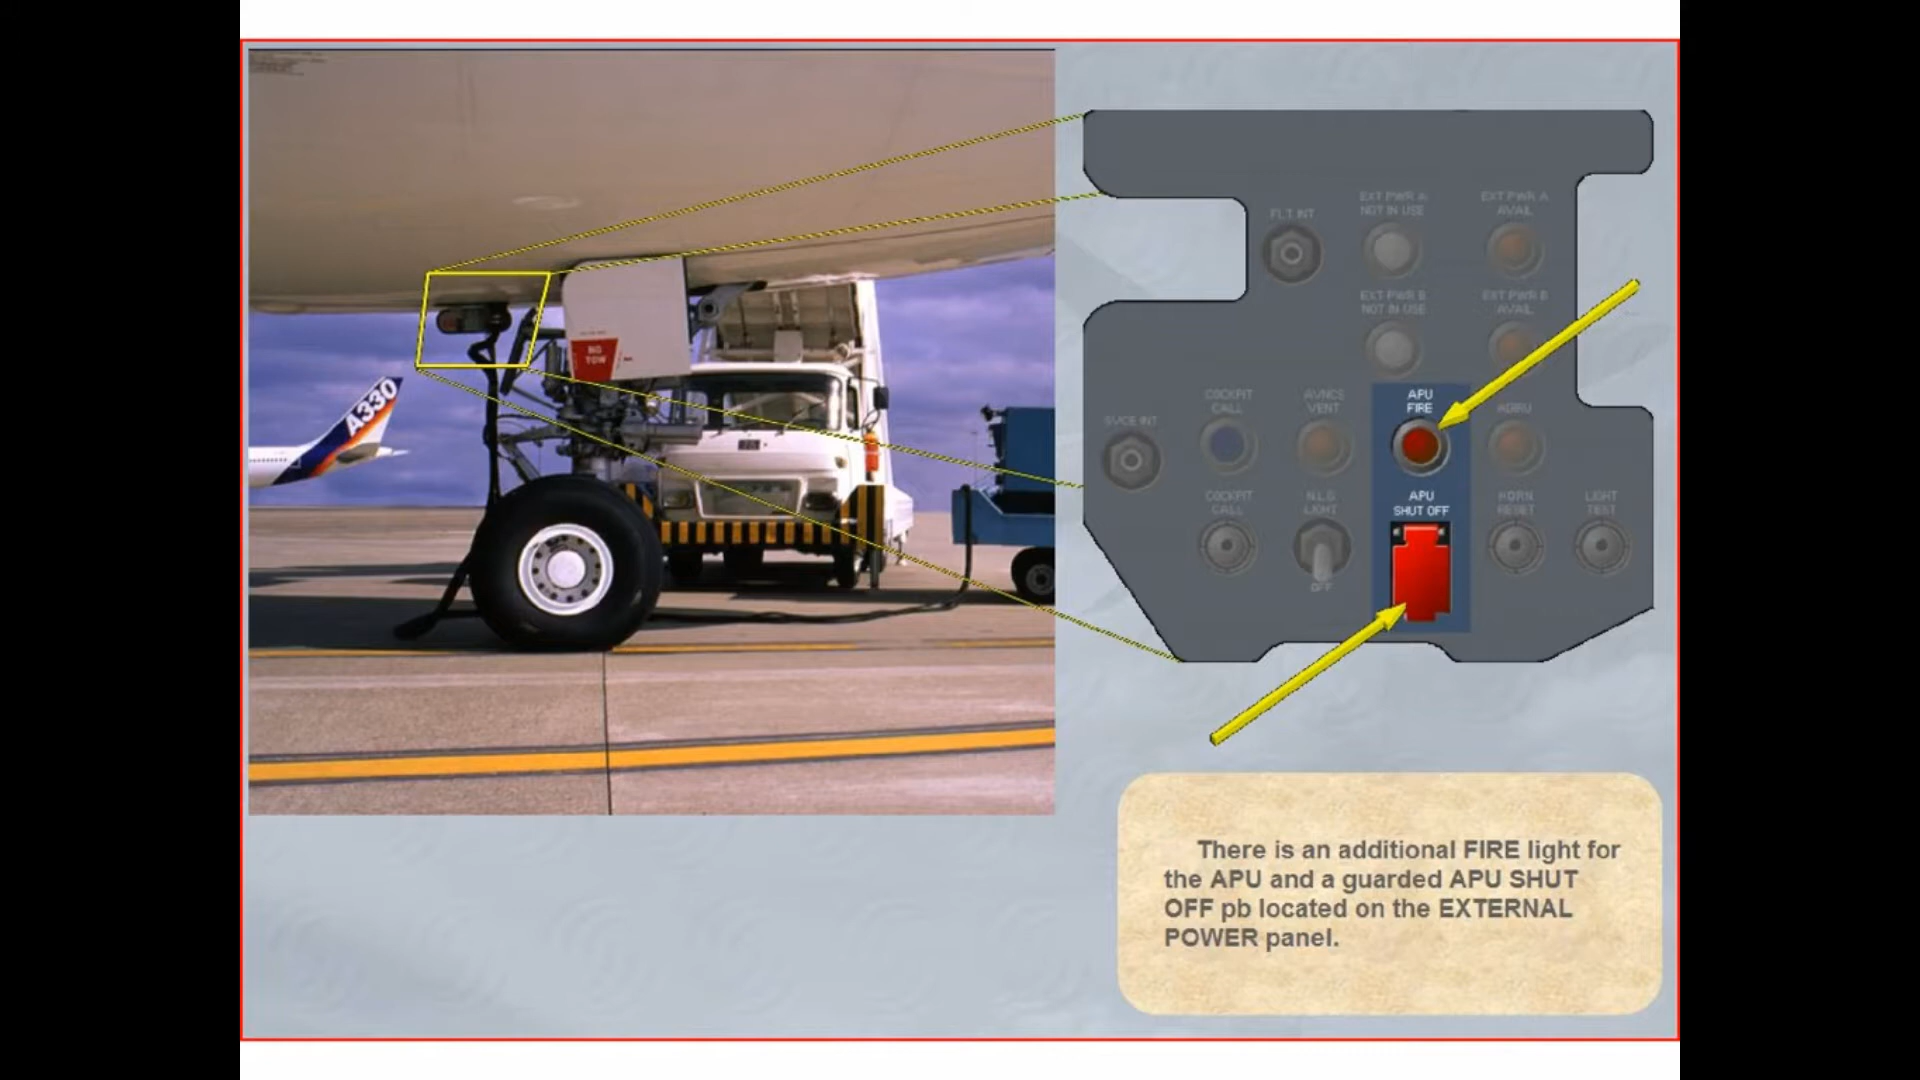 A330
NO
TOW
FLT INT
EXT PWR A
NOT IN USE
EXT PWR A
AVAIL
EXT PWR B
NOT IN USE
EXT PWR B
AVAIL
SVCE INT
COCKPIT
CALL
AVNCS
VENT
APU
FIRE
ADIRU
COCKPIT
CALL
N.L.G
LIGHT
OFF
APU
SHUT OFF
HORN
RESET
LIGHT
TEST
There is an additional FIRE light for
the APU and a guarded APU SHUT
OFF pb located on the EXTERNAL
POWER panel.